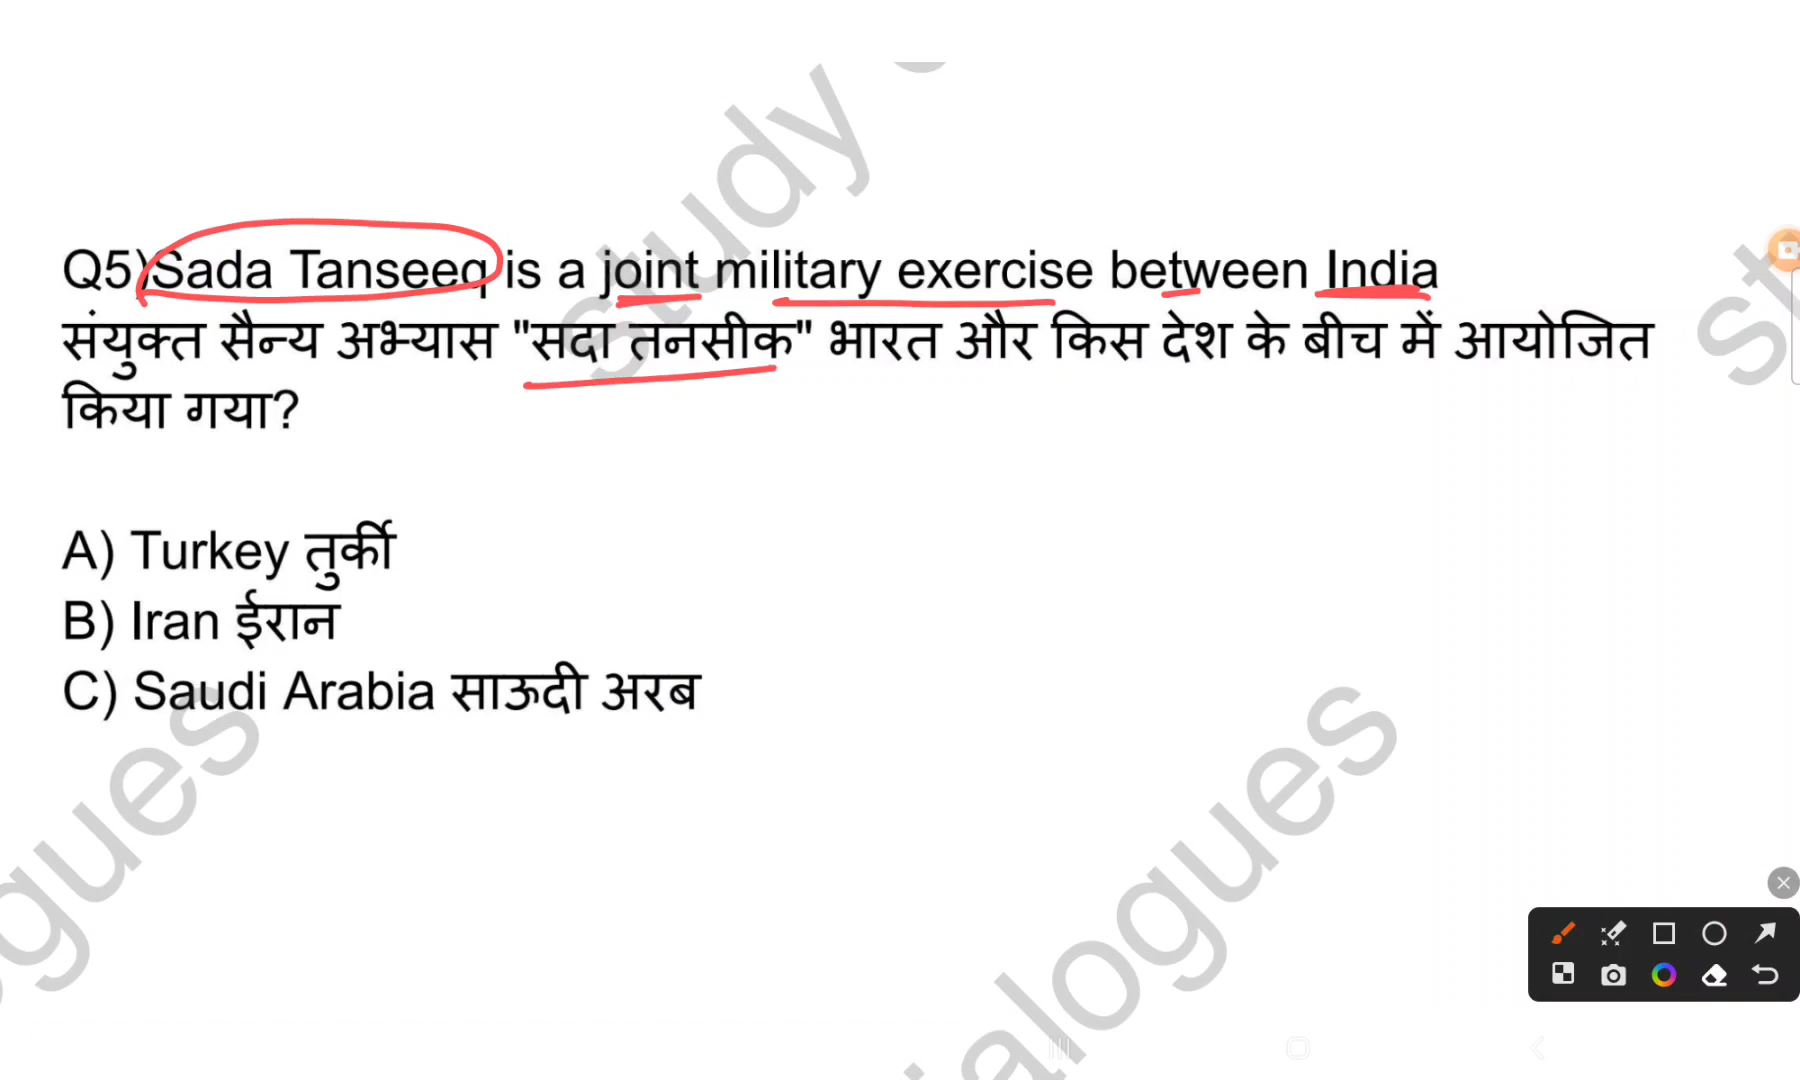 Q5)Sada Tanseeq is a joint military exercise between India
संयुक्त सैन्य अभ्यास "सदा तनसीक" भारत और किस देश के बीच में आयोजित
किया गया?
A) Turkey तुर्की
B) Iran ईरान
C) Saudi Arabia साऊदी अरब
study